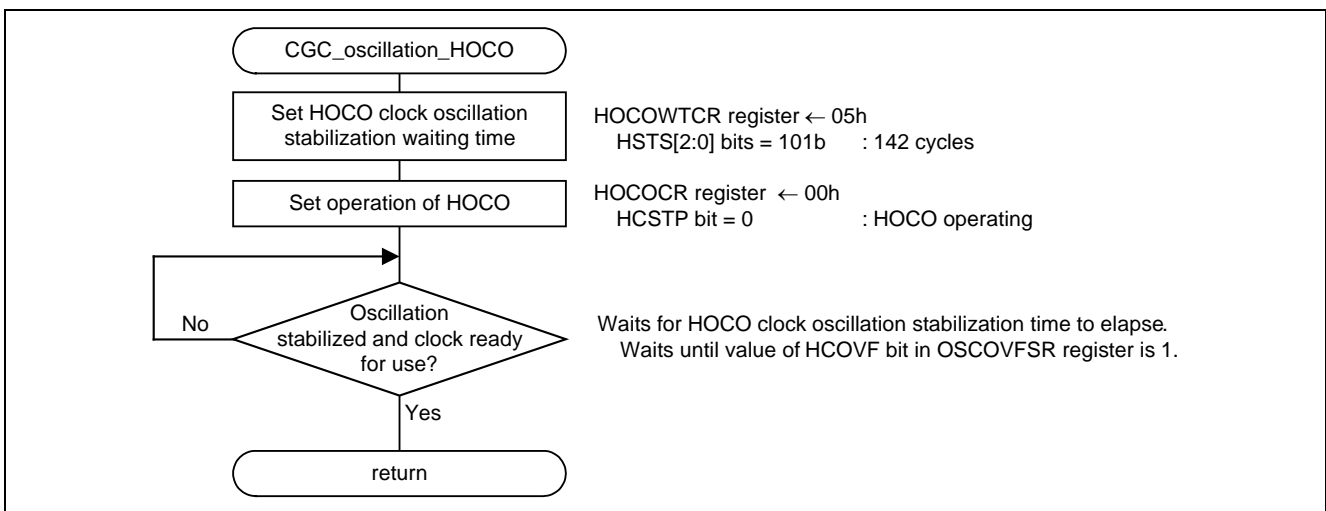 CGC_oscillation_HOCO
Set HOCO clock oscillation
stabilization waiting time
HOCOWTCR register ← 05h
HSTS[2:0] bits = 101b : 142 cycles
Set operation of HOCO
HOCOCR register ← 00h
HCSTP bit = 0 : HOCO operating
No
Oscillation
stabilized and clock ready
for use?
Waits for HOCO clock oscillation stabilization time to elapse.
Waits until value of HCOVF bit in OSCOVFSR register is 1.
Yes
return